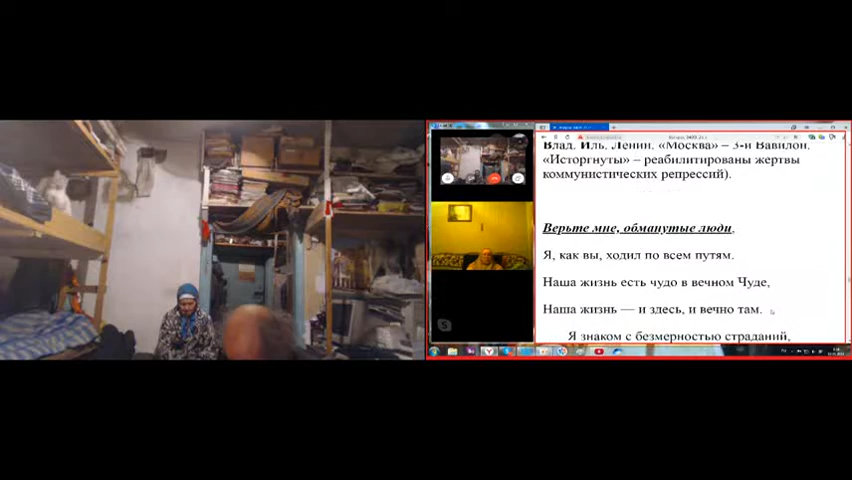 Влад. Иль. Ленин, «Москва» – 3-й Вавилон,
«Исторгнуты» – реабилитированы жертвы
коммунистических репрессий).
Верьте мне, обманутые люди,
Я, как вы, ходил по всем путям.
Наша жизнь есть чудо в вечном Чуде,
Наша жизнь — и здесь, и вечно там.
Я знаком с безмерностью страданий,